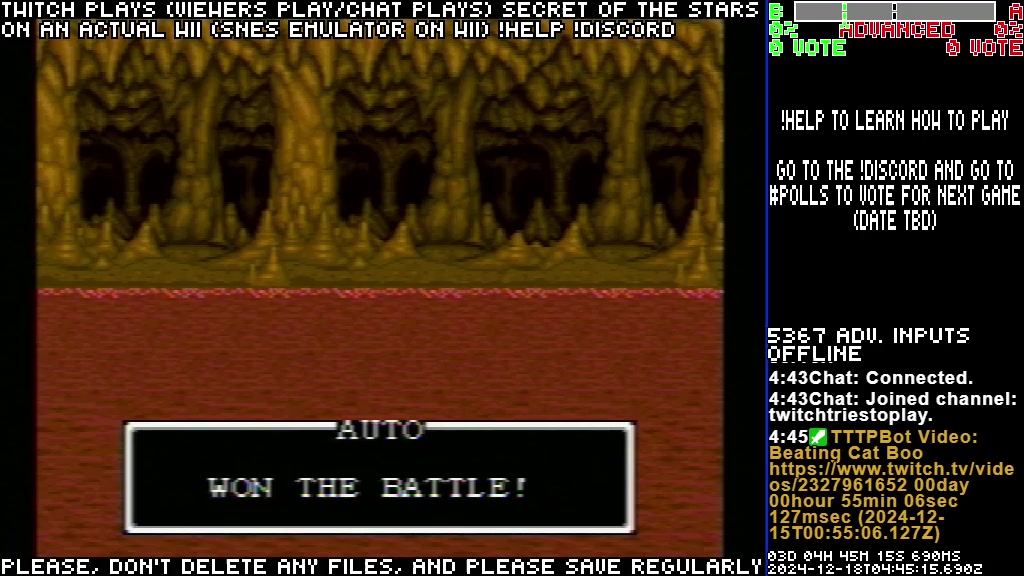 TWITCH PLAYS (VIEWERS PLAY/CHAT PLAYS) SECRET OF THE STARS
ON AN ACTUAL WII (SNES EMULATOR ON WII) !HELP !DISCORD
AUTO
WON THE BATTLE!
PLEASE, DON'T DELETE ANY FILES, AND PLEASE SAVE REGULARLY
B A
0% ADVANCED 0%
0 VOTE 0 VOTE
!HELP TO LEARN HOW TO PLAY
GO TO THE !DISCORD AND GO TO
#POLLS TO VOTE FOR NEXT GAME
(DATE TBD)
5367 ADV. INPUTS
OFFLINE
4:43Chat: Connected.
4:43Chat: Joined channel:
twitchtriestoplay.
4:45 TTTPBot Video:
Beating Cat Boo
https://www.twitch.tv/vide
os/2327961652 00day
00hour 55min 06sec
127msec (2024-12-
15T00:55:06.127Z)
03D 04H 45M 15S 690MS
2024-12-18T04:45:15.690Z